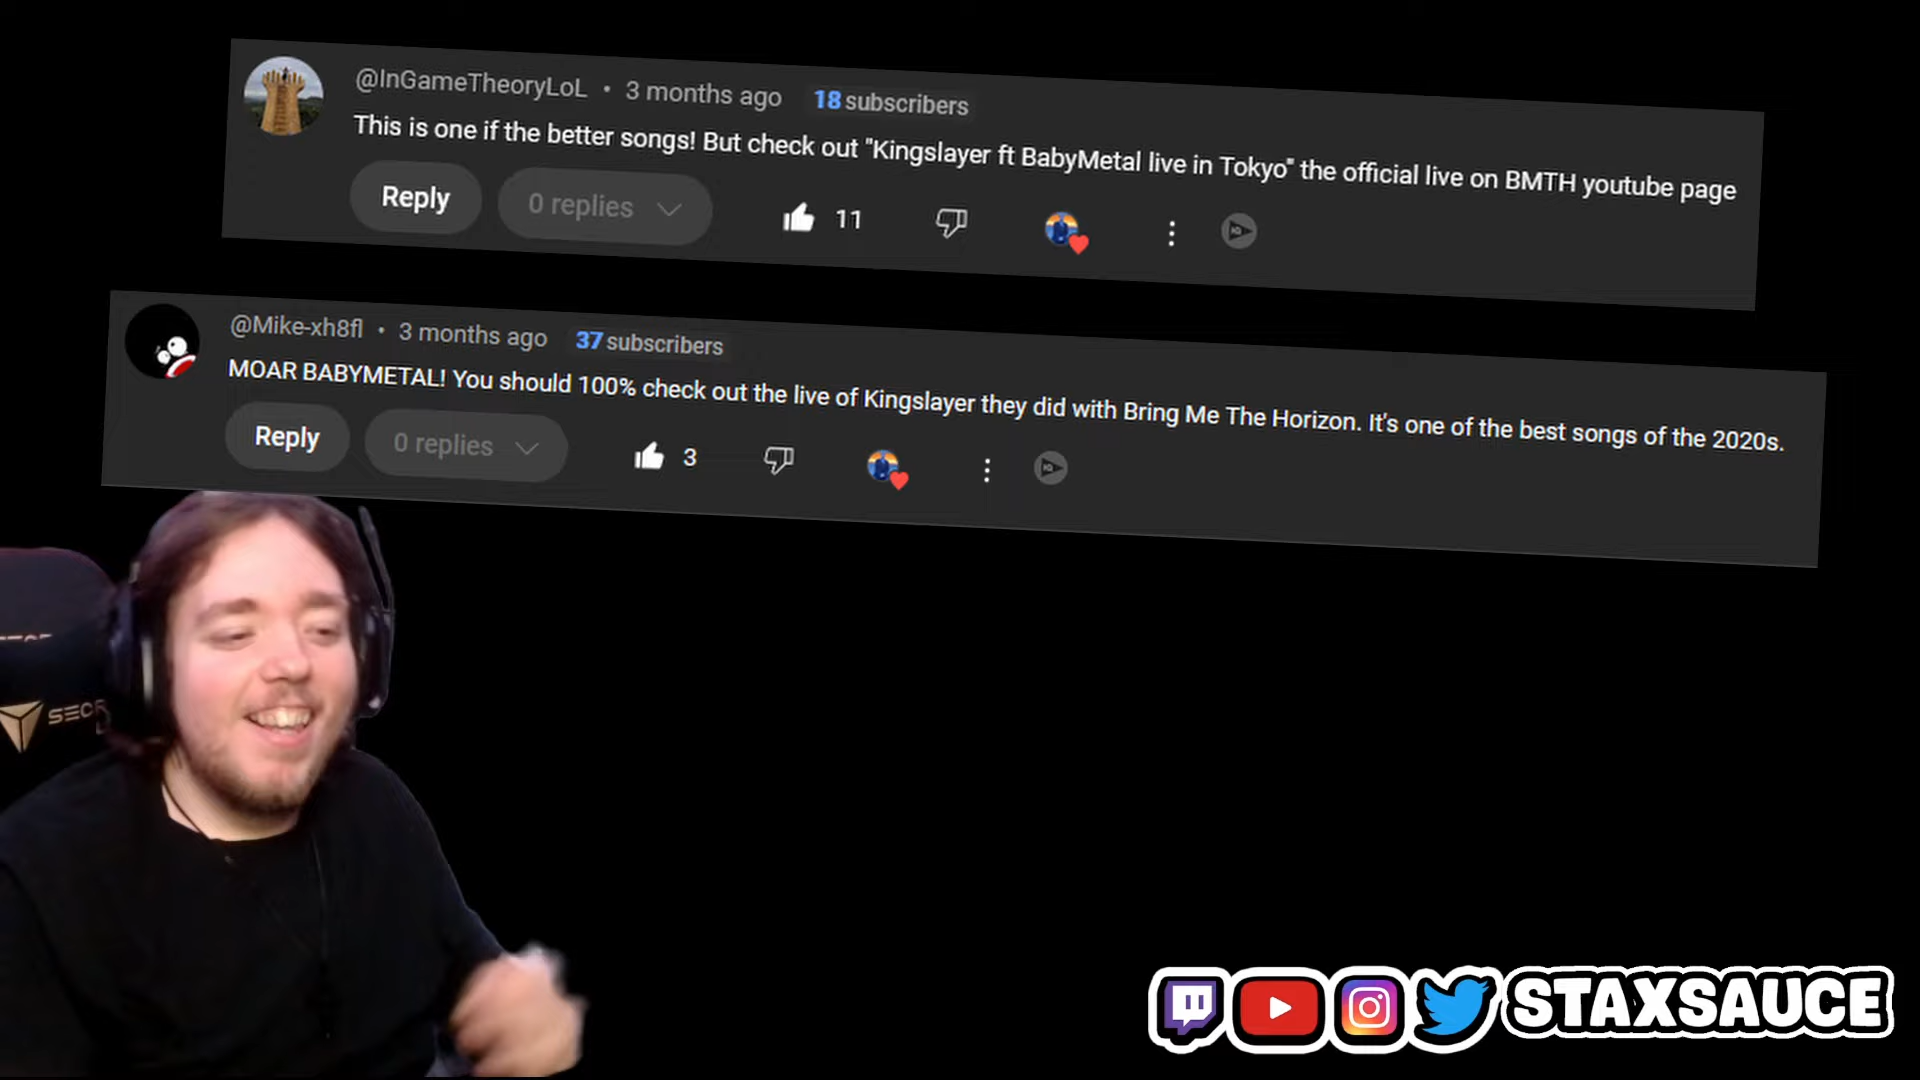 @InGameTheoryLoL • 3 months ago 18 subscribers
This is one if the better songs! But check out "Kingslayer ft BabyMetal live in Tokyo" the official live on BMTH youtube page
Reply 0 replies 11
@Mike-xh8fl • 3 months ago 37 subscribers
MOAR BABYMETAL! You should 100% check out the live of Kingslayer they did with Bring Me The Horizon. It's one of the best songs of the 2020s.
Reply 0 replies 3
STAXSAUCE